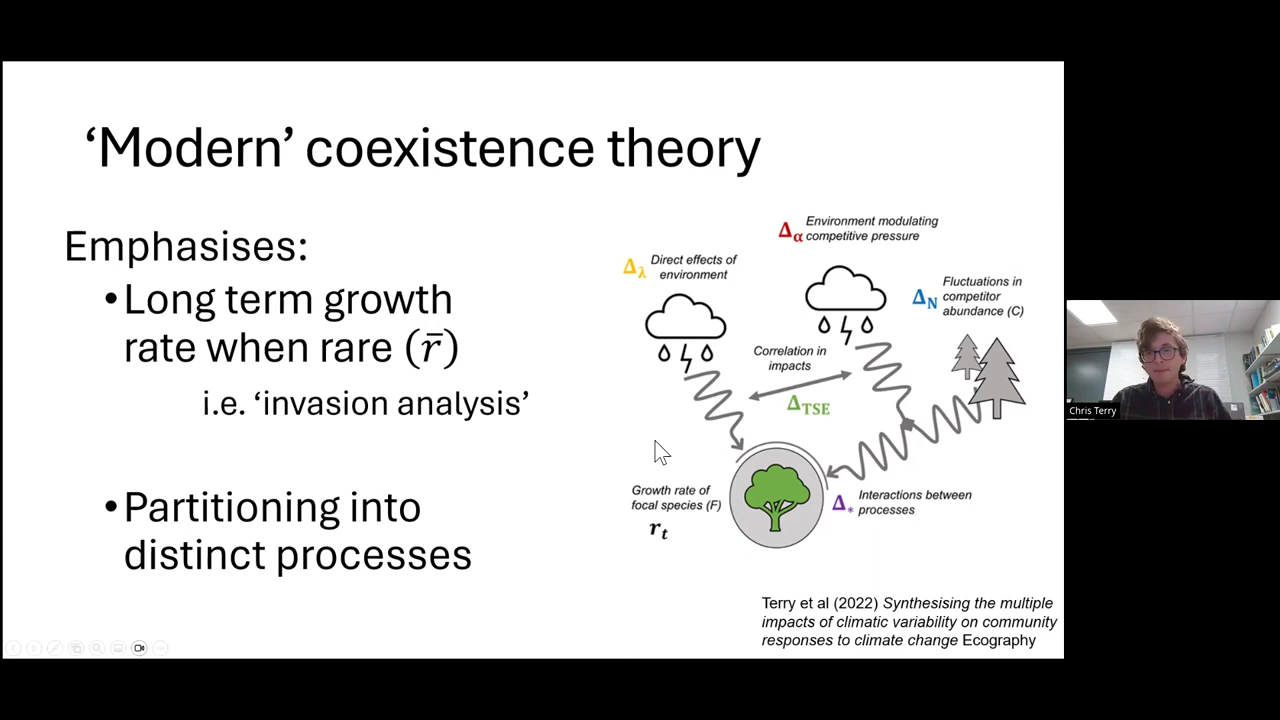 ‘Modern’ coexistence theory
Emphasises:
•Long term growth
rate when rare (r̄)
i.e. ‘invasion analysis’
•Partitioning into
distinct processes
Δα Environment modulating
competitive pressure
Δλ Direct effects of
environment
ΔN Fluctuations in
competitor
abundance (C)
Correlation in
impacts
ΔTSE
Growth rate of
focal species (F)
rt
Δ* Interactions between
processes
Terry et al (2022) Synthesising the multiple
impacts of climatic variability on community
responses to climate change Ecography
Chris Terry